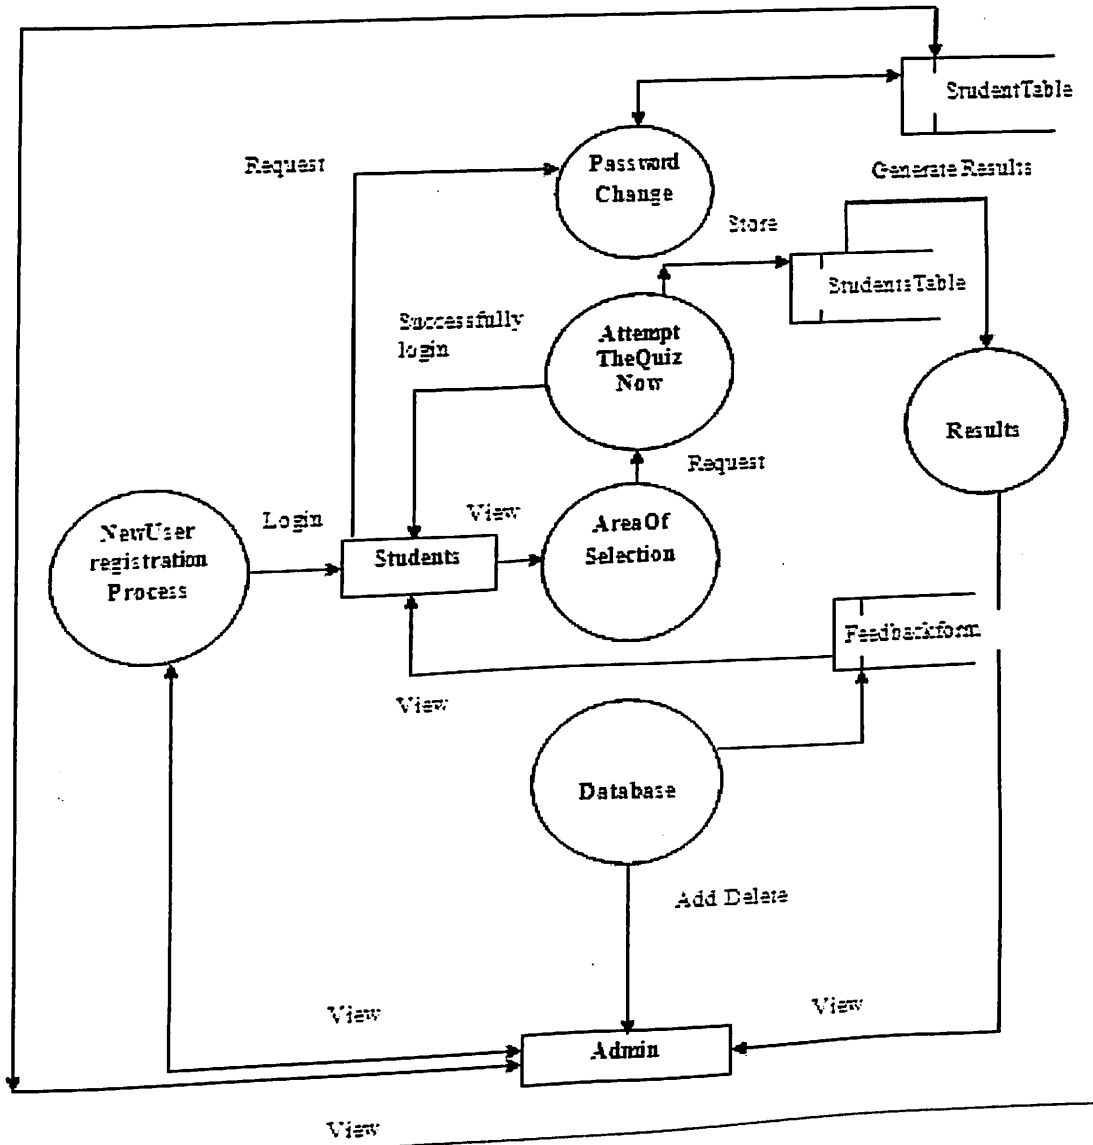 StudentTable
Request
Password
Change
Generate Results
Store
StudentsTable
Successfully
login
Attempt
TheQuiz
Now
Results
Request
NewUser
registration
Process
Login
Students
View
AreaOf
Selection
Feedbackform
View
Database
Add Delete
View
View
Admin
View